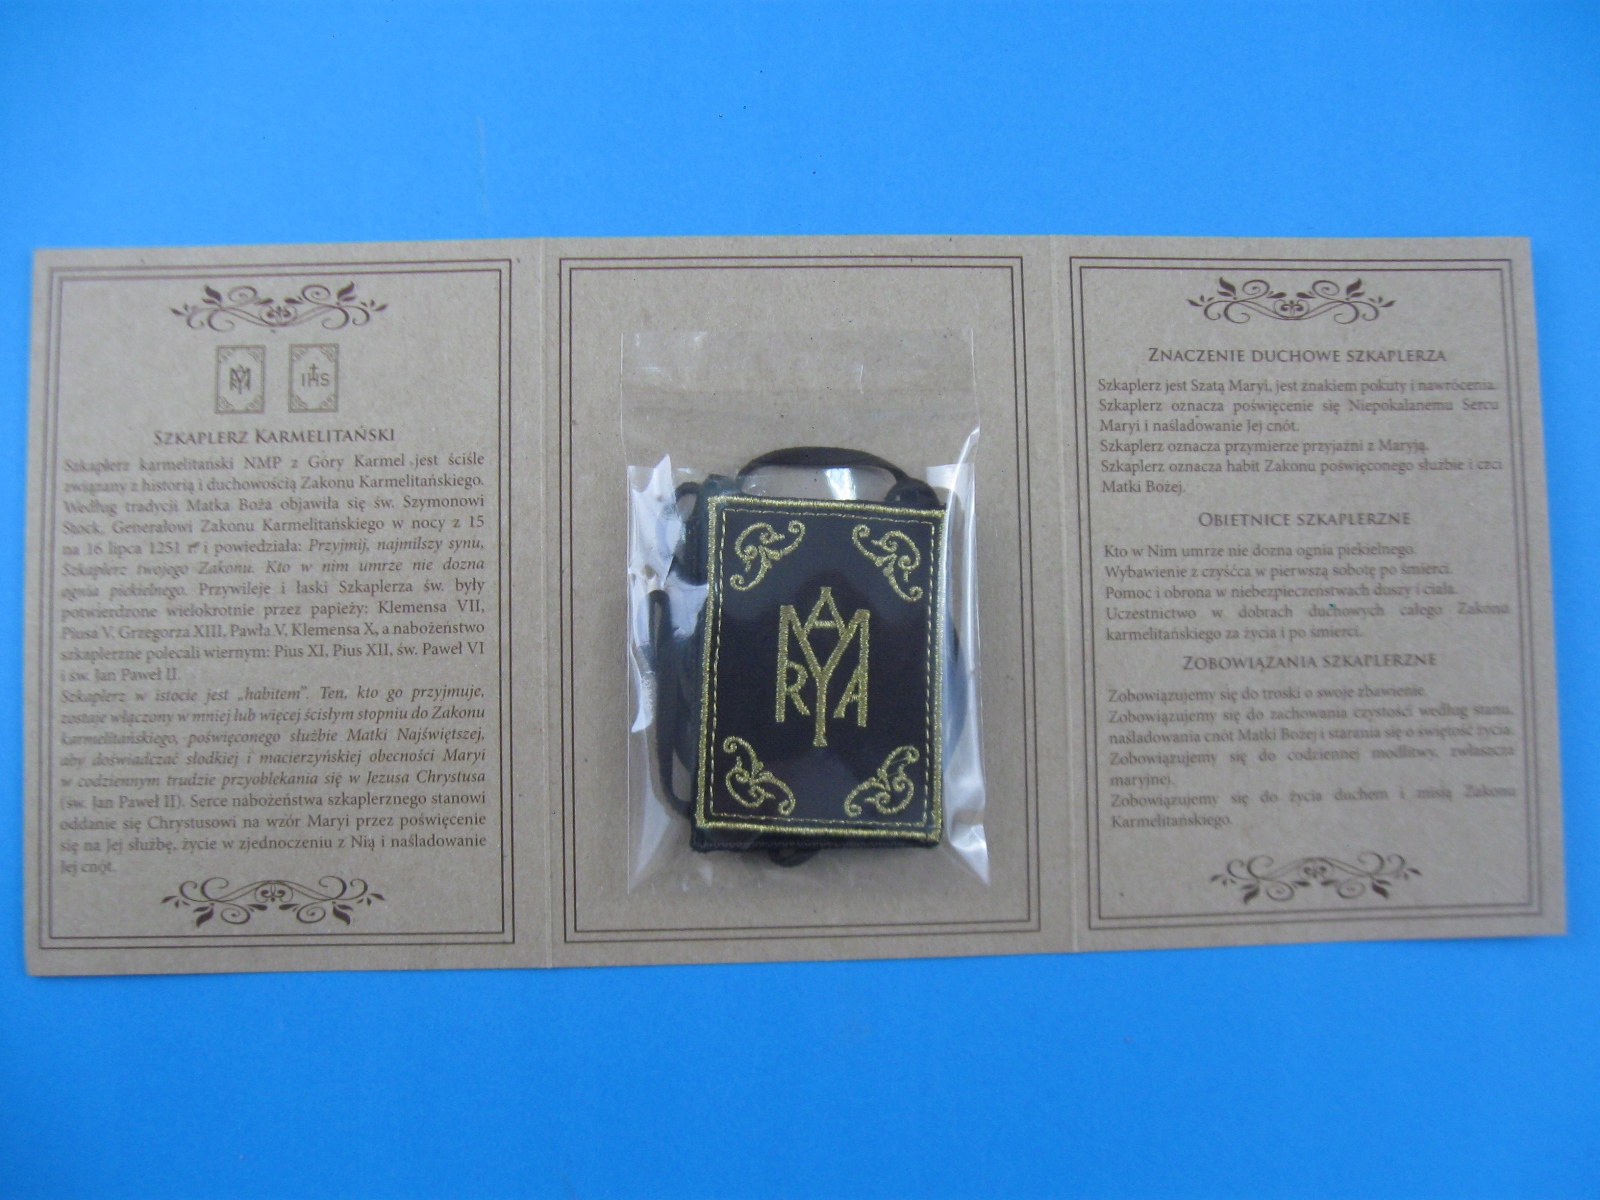 IHS
SZKAPLERZ KARMELITAŃSKI
Szkaplerz karmelitański NMP z Góry Karmel jest ściśle
związany z historią i duchowością Zakonu Karmelitańskiego.
Według tradycji Matka Boża objawiła się św. Szymonowi
Stock, Generałowi Zakonu Karmelitańskiego w nocy z 15
na 16 lipca 1251 r. i powiedziała: Przyjmij, najmilszy synu,
Szkaplerz twojego Zakonu. Kto w nim umrze nie dozna
ognia piekielnego. Przywileje i łaski Szkaplerza św. były
potwierdzone wielokrotnie przez papieży: Klemensa VII,
Piusa V, Grzegorza XIII, Pawła V, Klemensa X, a nabożeństwo
szkaplerzne polecali wiernym: Pius XI, Pius XII, św. Paweł VI
i św. Jan Paweł II.
Szkaplerz w istocie jest „habitem”. Ten, kto go przyjmuje,
zostaje włączony w mniej lub więcej ścisłym stopniu do Zakonu
karmelitańskiego, poświęconego służbie Matki Najświętszej,
aby doświadczać słodkiej i macierzyńskiej obecności Maryi
w codziennym trudzie przyoblekania się w Jezusa Chrystusa
(św. Jan Paweł II). Serce nabożeństwa szkaplerznego stanowi
oddanie się Chrystusowi na wzór Maryi przez poświęcenie
się na Jej służbę, życie w zjednoczeniu z Nią i naśladowanie
Jej cnót.
MARYA
ZNACZENIE DUCHOWE SZKAPLERZA
Szkaplerz jest Szatą Maryi, jest znakiem pokuty i nawrócenia.
Szkaplerz oznacza poświęcenie się Niepokalanemu Sercu
Maryi i naśladowanie Jej cnót.
Szkaplerz oznacza przymierze przyjaźni z Maryją.
Szkaplerz oznacza habit Zakonu poświęconego służbie i czci
Matki Bożej.
OBIETNICE SZKAPLERZNE
Kto w Nim umrze nie dozna ognia piekielnego.
Wybawienie z czyśćca w pierwszą sobotę po śmierci.
Pomoc i obrona w niebezpieczeństwach duszy i ciała.
Uczestnictwo w dobrach duchowych całego Zakonu
karmelitańskiego za życia i po śmierci.
ZOBOWIĄZANIA SZKAPLERZNE
Zobowiązujemy się do troski o swoje zbawienie.
Zobowiązujemy się do zachowania czystości według stanu,
naśladowania cnót Matki Bożej i starania się o świętość życia.
Zobowiązujemy się do codziennej modlitwy, zwłaszcza
maryjnej.
Zobowiązujemy się do życia duchem i misją Zakonu
Karmelitańskiego.